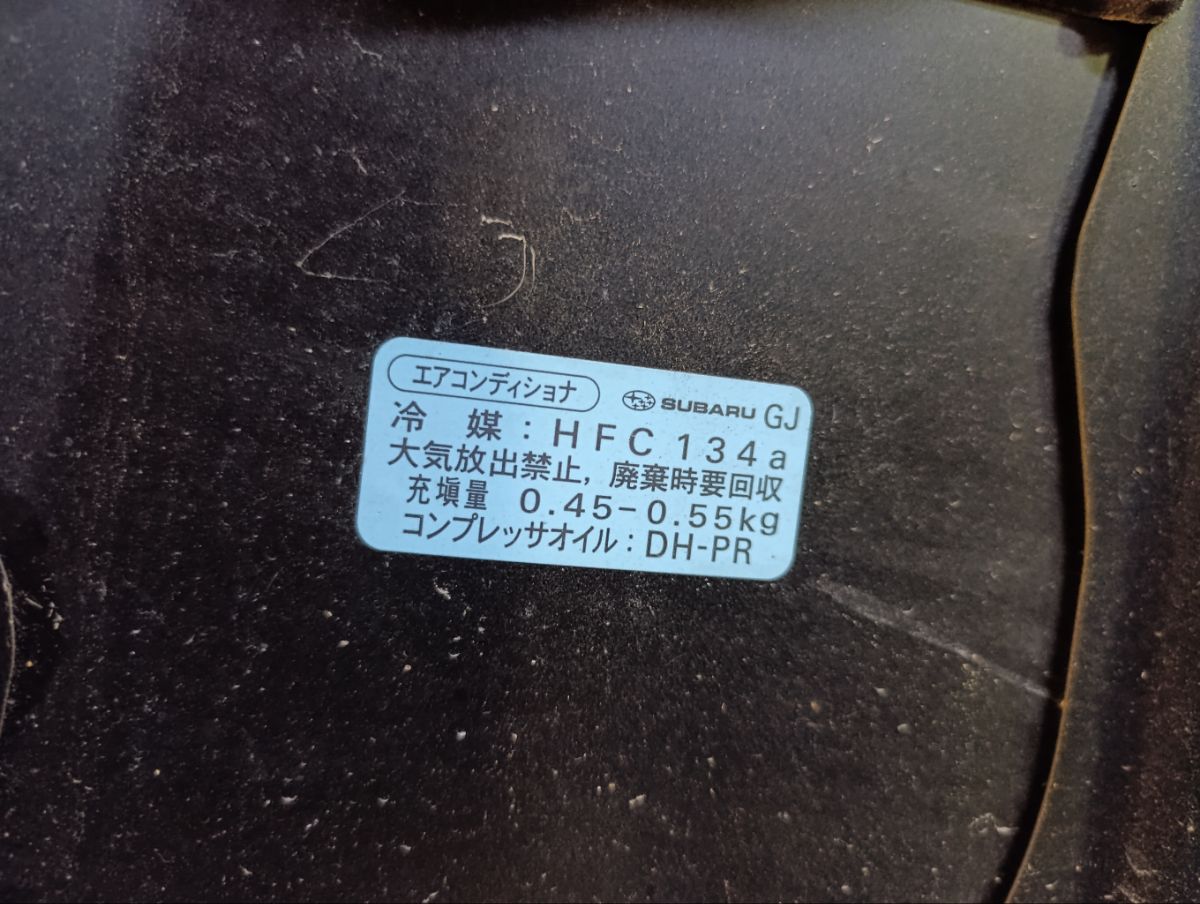 エアコンディショナ SUBARU GJ
冷 媒 : HFC 134a
大気放出禁止, 廃棄時要回収
充塡量 0.45-0.55kg
コンプレッサオイル : DH-PR